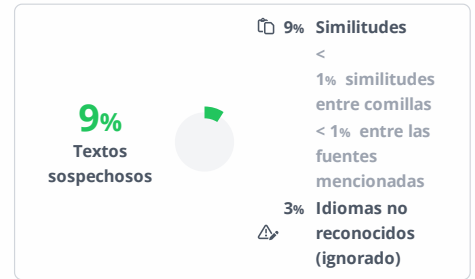 9%
Textos
sospechosos
9% Similitudes
<
1% similitudes
entre comillas
< 1% entre las
fuentes
mencionadas
3% Idiomas no
reconocidos
(ignorado)